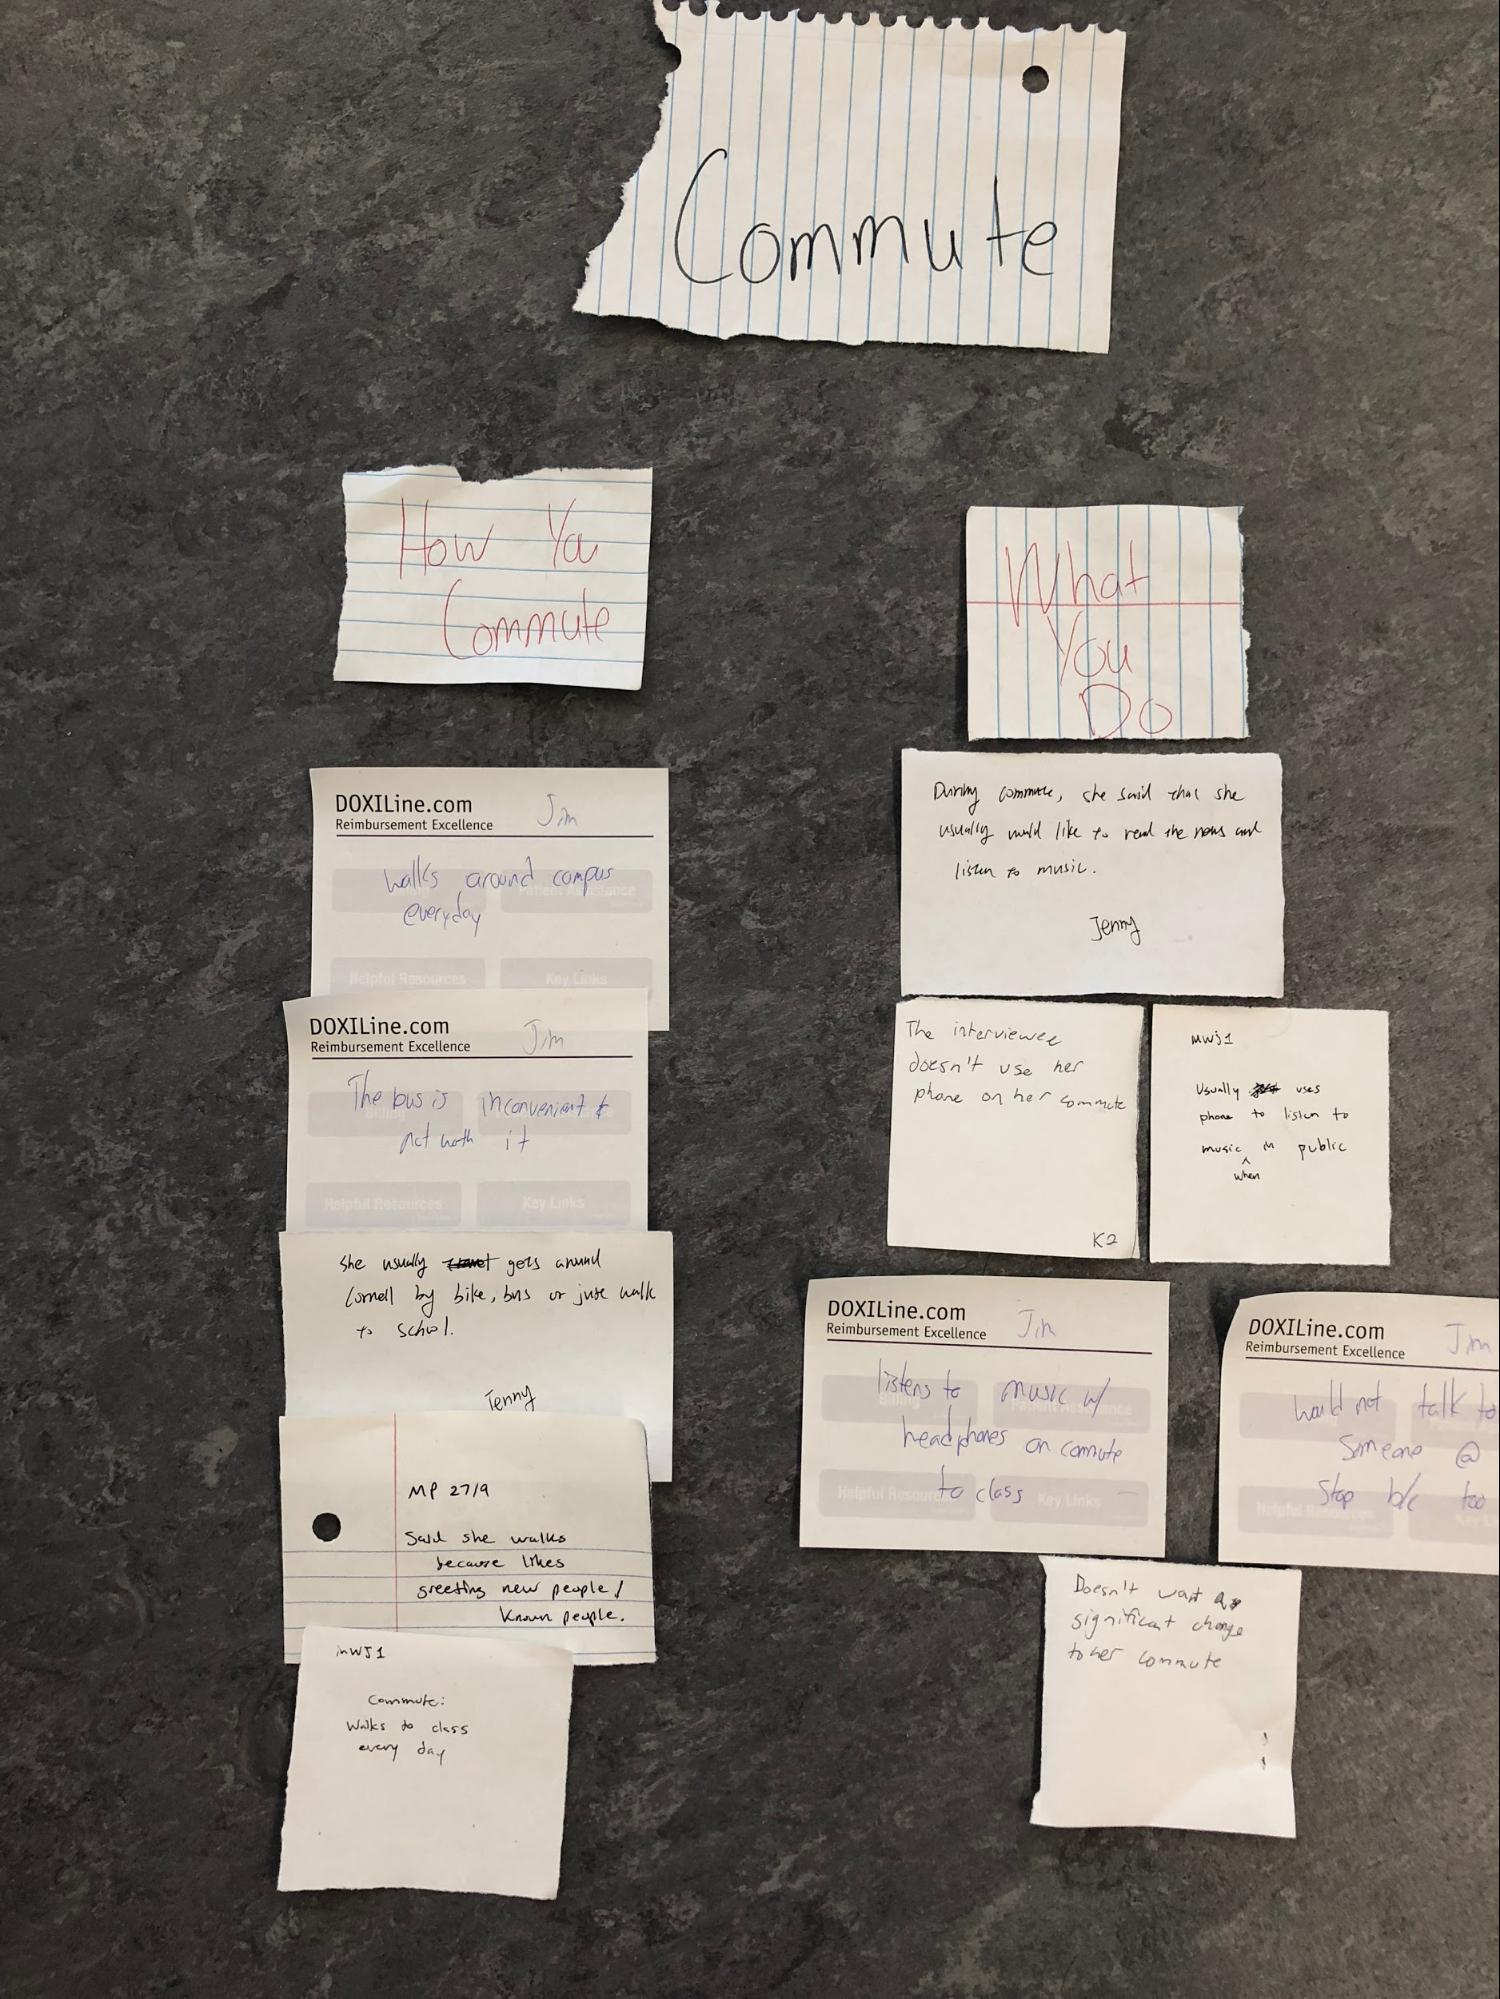 Commute
How Ya
Commute
DOXILine.com
Reimbursement Excellence
Jim
walks around campus
everyday
Patient Assistance
Helpful Resources
Key Links
DOXILine.com
Reimbursement Excellence
Jim
The bus is inconvenient &
not worth it
Helpful Resources
Key Links
She usually gets around
Cornell by bike, bus or just walk
to school.
Jenny
MP 27/9
Said she walks
because likes
greeting new people/
known people.
mWJ1
Commute:
Walks to class
every day
What
You
Do
During commute, she said that she
usually would like to read the news and
listen to music.
Jenny
The interviewee
doesn't use her
phone on her commute
K2
mWJ1
Usually uses
phone to listen to
music in public
^
when
DOXILine.com
Reimbursement Excellence
Jim
listens to music w/
headphones on commute
to class
Billing
Patient Assistance
Helpful Resources
Key Links
DOXILine.com
Reimbursement Excellence
Jim
Would not talk to
Someone @
Stop b/c too
Helpful Resources
Doesn't want a
significant change
to her commute